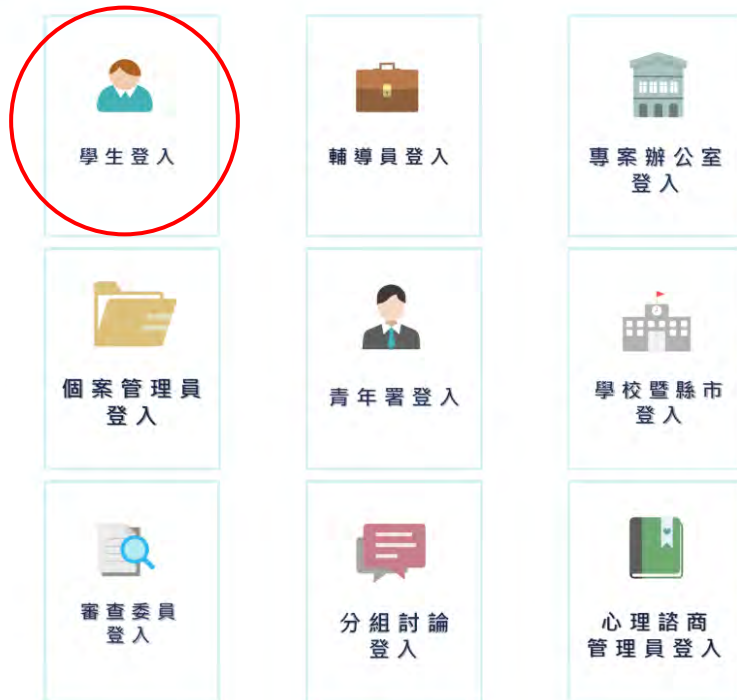 學生登入
輔導員登入
專案辦公室
登入
個案管理員
登入
青年署登入
學校暨縣市
登入
審查委員
登入
分組討論
登入
心理諮商
管理員登入